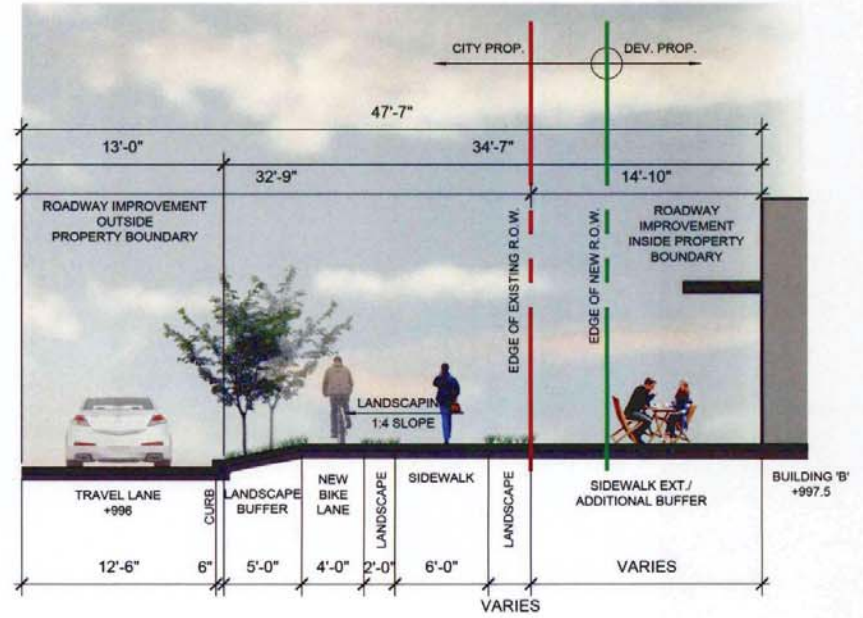 CITY PROP.
DEV. PROP.
47'-7"
13'-0"
34'-7"
32'-9"
14'-10"
ROADWAY IMPROVEMENT
OUTSIDE
PROPERTY BOUNDARY
EDGE OF EXISTING R.O.W.
EDGE OF NEW R.O.W.
ROADWAY
IMPROVEMENT
INSIDE PROPERTY
BOUNDARY
LANDSCAPIN
1:4 SLOPE
TRAVEL LANE
+996
CURB
LANDSCAPE
BUFFER
NEW
BIKE
LANE
LANDSCAPE
SIDEWALK
LANDSCAPE
SIDEWALK EXT./
ADDITIONAL BUFFER
BUILDING 'B'
+997.5
12'-6"
6"
5'-0"
4'-0"
2'-0"
6'-0"
VARIES
VARIES